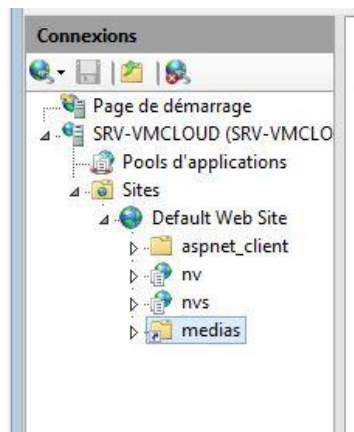 Connexions
Page de démarrage
SRV-VMCLOUD (SRV-VMCLO
Pools d'applications
Sites
Default Web Site
aspnet_client
nv
nvs
medias